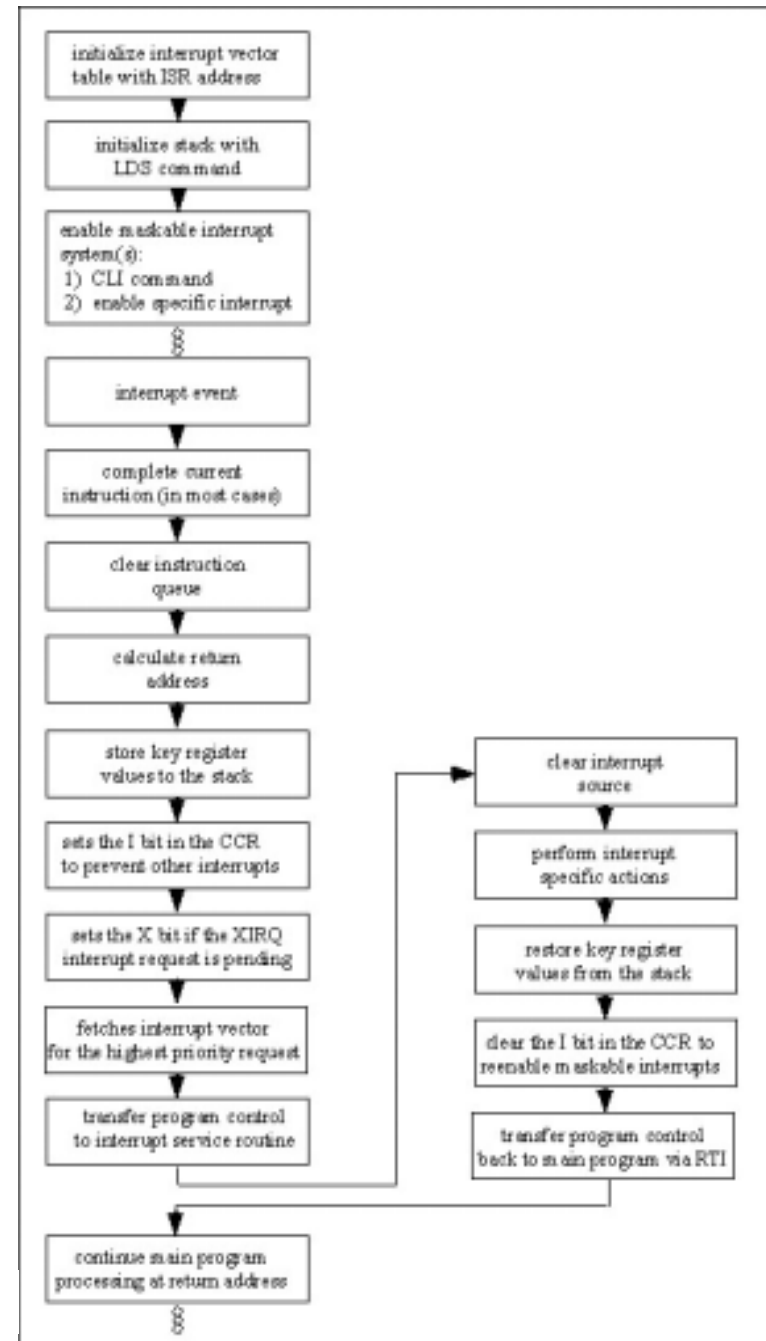 initialize interrupt vector
table with ISR address
initialize stack with
LDS command
enable maskable interrupt
system(s):
1) CLI command
2) enable specific interrupt
interrupt event
complete current
instruction (in most cases)
clear instruction
queue
calculate return
address
store key register
values to the stack
sets the I bit in the CCR
to prevent other interrupts
sets the X bit if the XIRQ
interrupt request is pending
fetches interrupt vector
for the highest priority request
transfer program control
to interrupt service routine
clear interrupt
source
perform interrupt
specific actions
restore key register
values from the stack
clear the I bit in the CCR to
reenable maskable interrupts
transfer program control
back to main program via RTI
continue main program
processing at return address